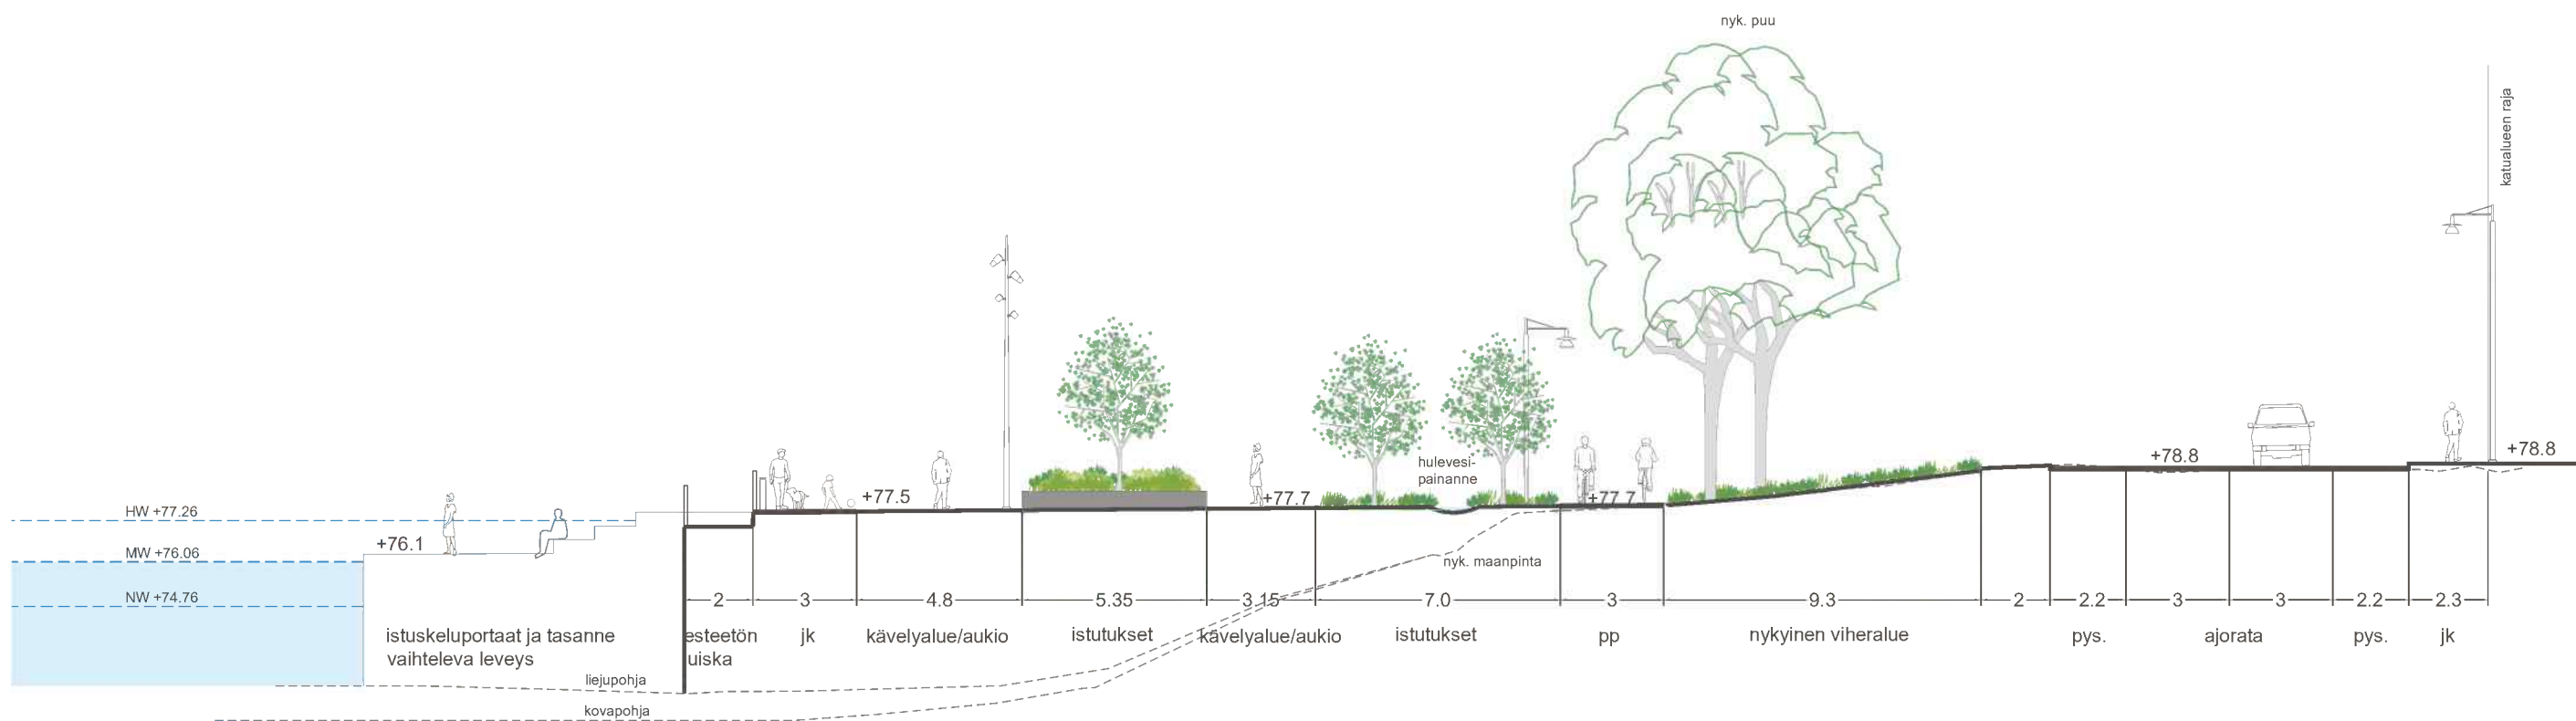 nyk. puu
katualueen raja
HW +77.26
MW +76.06
NW +74.76
+76.1
+77.5
+77.7
hulevesi-
painanne
+77.7
+78.8
+78.8
nyk. maanpinta
2
3
4.8
5.35
3.15
7.0
3
9.3
2
2.2
3
3
2.2
2.3
istuskeluportaat ja tasanne
vaihteleva leveys
esteetön
uiska
jk
kävelyalue/aukio
istutukset
kävelyalue/aukio
istutukset
pp
nykyinen viheralue
pys.
ajorata
pys.
jk
liejupohja
kovapohja